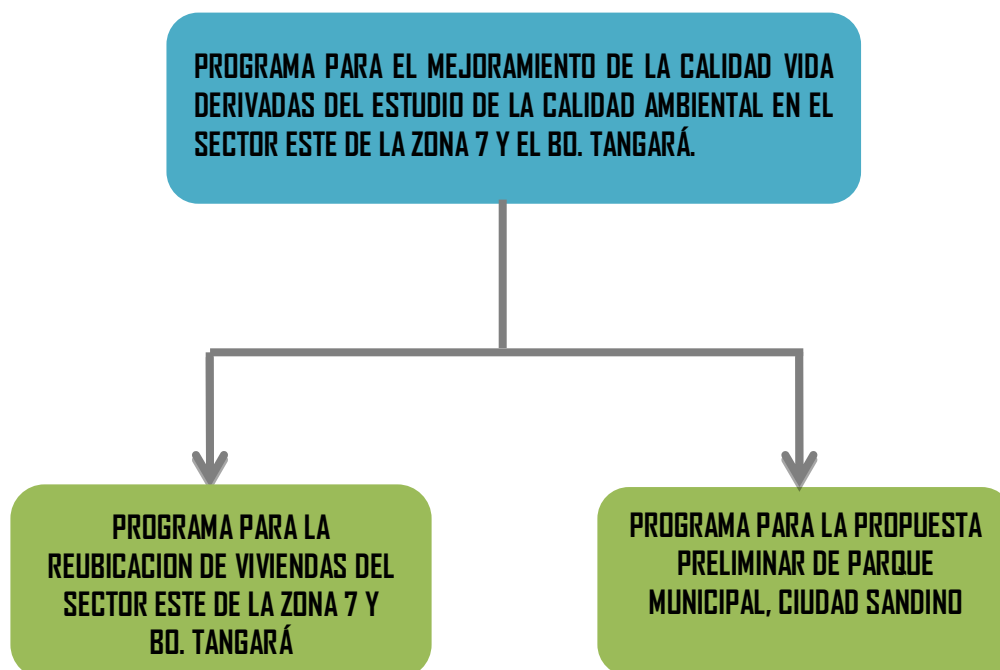 PROGRAMA PARA EL MEJORAMIENTO DE LA CALIDAD VIDA
DERIVADAS DEL ESTUDIO DE LA CALIDAD AMBIENTAL EN EL
SECTOR ESTE DE LA ZONA 7 Y EL BO. TANGARÁ.
PROGRAMA PARA LA
REUBICACION DE VIVIENDAS DEL
SECTOR ESTE DE LA ZONA 7 Y
BO. TANGARÁ
PROGRAMA PARA LA PROPUESTA
PRELIMINAR DE PARQUE
MUNICIPAL, CIUDAD SANDINO